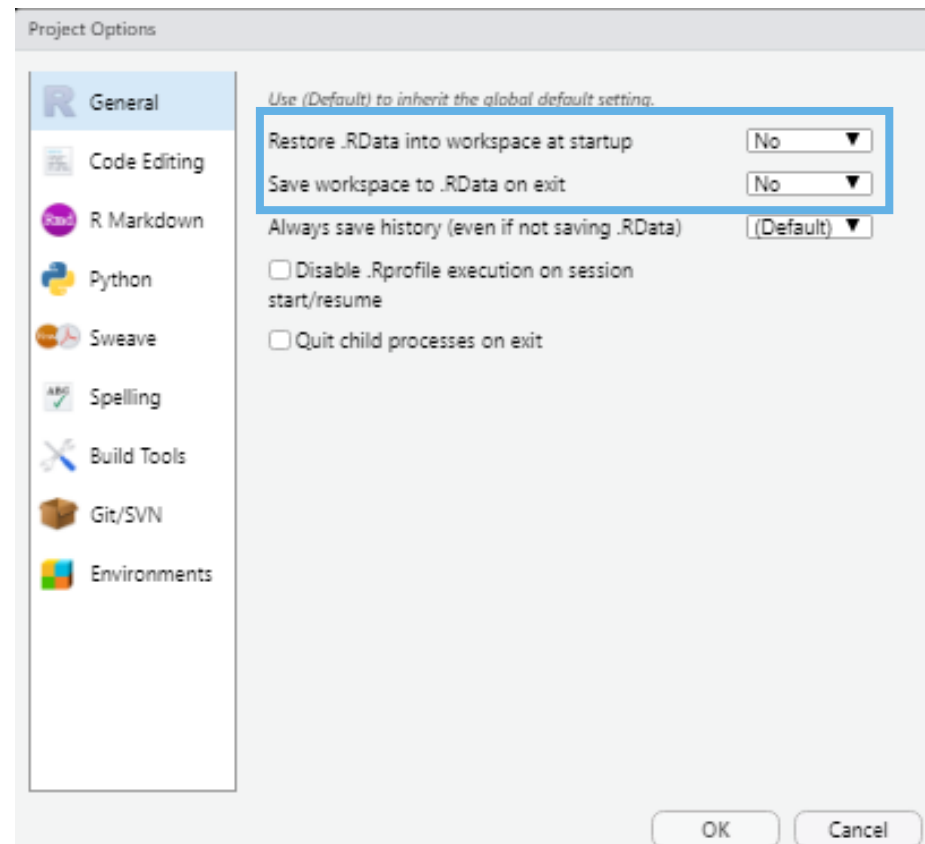 Project Options
General
Code Editing
R Markdown
Python
Sweave
Spelling
Build Tools
Git/SVN
Environments
Use (Default) to inherit the global default setting.
Restore .RData into workspace at startup No
Save workspace to .RData on exit No
Always save history (even if not saving .RData) (Default)
Disable .Rprofile execution on session
start/resume
Quit child processes on exit
OK Cancel